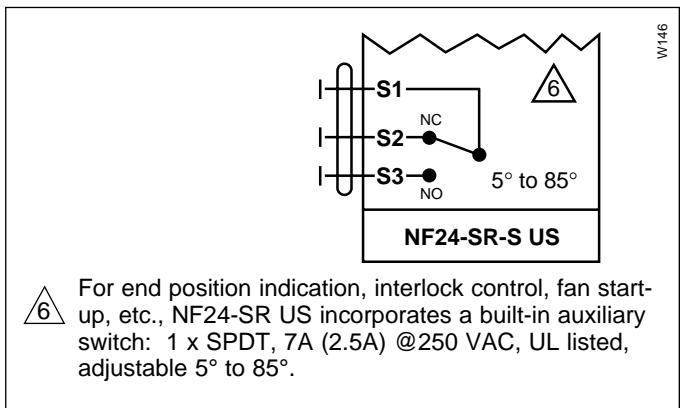 W146
6
S1
NC
S2
S3
5° to 85°
NO
NF24-SR-S US
6
For end position indication, interlock control, fan start-
up, etc., NF24-SR US incorporates a built-in auxiliary
switch: 1 x SPDT, 7A (2.5A) @250 VAC, UL listed,
adjustable 5° to 85°.